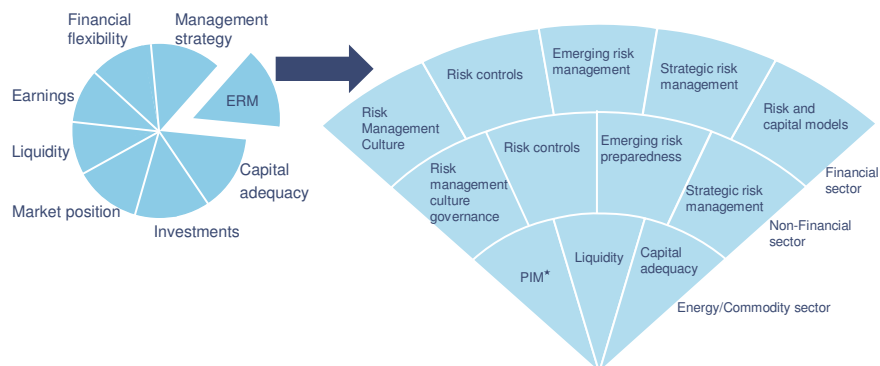 Financial
flexibility
Management
strategy
Earnings
ERM
Liquidity
Capital
adequacy
Market position
Investments
Risk
Management
Culture
Risk controls
Emerging risk
management
Strategic risk
management
Risk and
capital models
Financial
sector
Risk
management
culture
governance
Risk controls
Emerging risk
preparedness
Strategic risk
management
Non-Financial
sector
PIM*
Liquidity
Capital
adequacy
Energy/Commodity sector